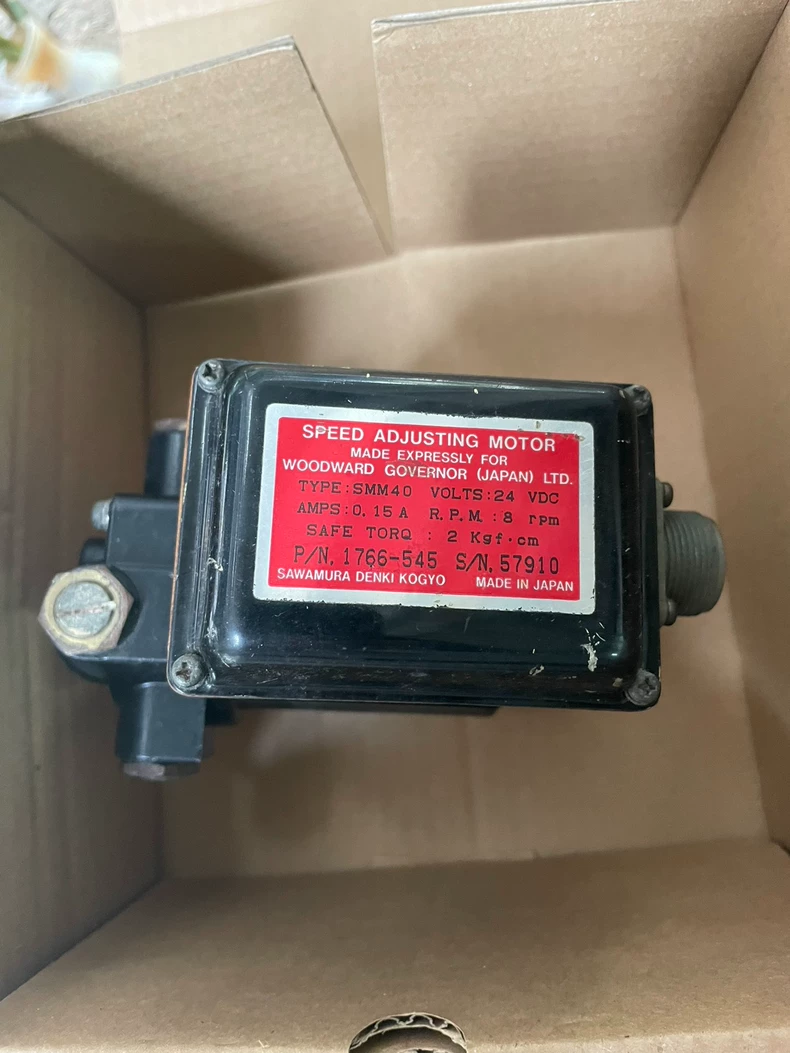 SPEED ADJUSTING MOTOR
MADE EXPRESSLY FOR
WOODWARD GOVERNOR (JAPAN) LTD.
TYPE:SMM40 VOLTS:24 VDC
AMPS:0.15A R.P.M.:8 rpm
SAFE TORQ : 2 Kgf·cm
P/N. 1766-545 S/N. 57910
SAWAMURA DENKI KOGYO MADE IN JAPAN